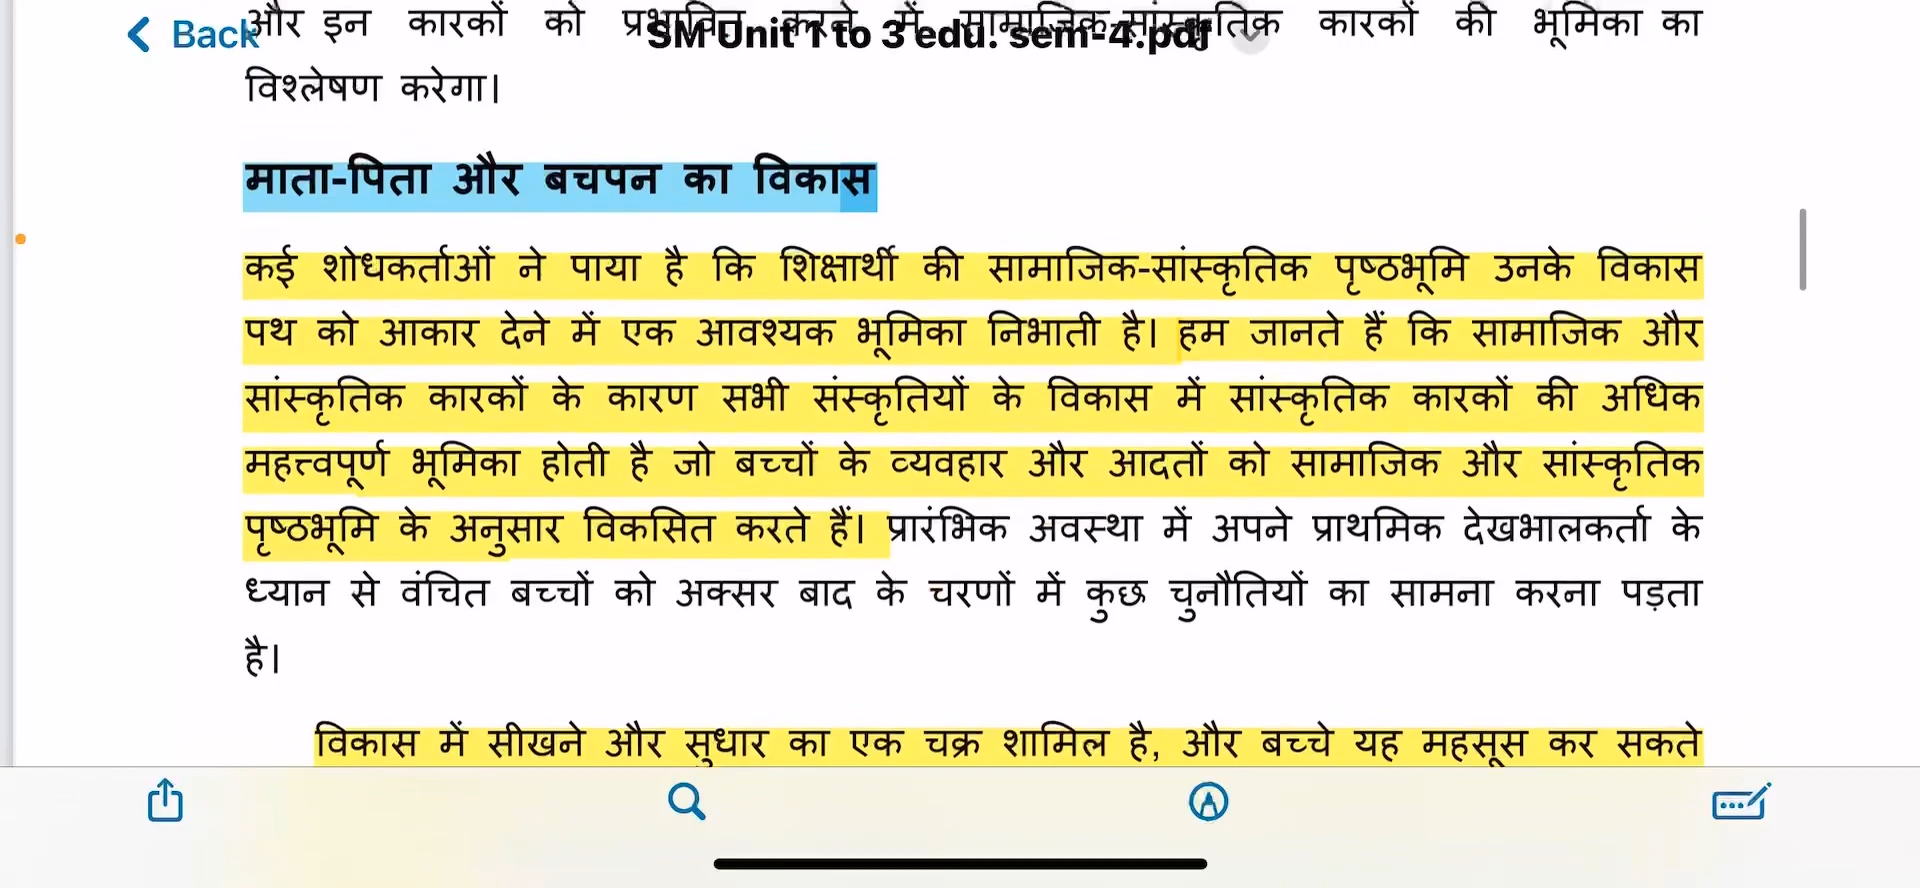 और इन कारकों को प्रभावित करने में सामाजिक-सांस्कृतिक कारकों की भूमिका का
Back
SM Unit 1 to 3 edu. sem-4.pdf
विश्लेषण करेगा।
माता-पिता और बचपन का विकास
कई शोधकर्ताओं ने पाया है कि शिक्षार्थी की सामाजिक-सांस्कृतिक पृष्ठभूमि उनके विकास
पथ को आकार देने में एक आवश्यक भूमिका निभाती है। हम जानते हैं कि सामाजिक और
सांस्कृतिक कारकों के कारण सभी संस्कृतियों के विकास में सांस्कृतिक कारकों की अधिक
महत्त्वपूर्ण भूमिका होती है जो बच्चों के व्यवहार और आदतों को सामाजिक और सांस्कृतिक
पृष्ठभूमि के अनुसार विकसित करते हैं। प्रारंभिक अवस्था में अपने प्राथमिक देखभालकर्ता के
ध्यान से वंचित बच्चों को अक्सर बाद के चरणों में कुछ चुनौतियों का सामना करना पड़ता
है।
विकास में सीखने और सुधार का एक चक्र शामिल है, और बच्चे यह महसूस कर सकते